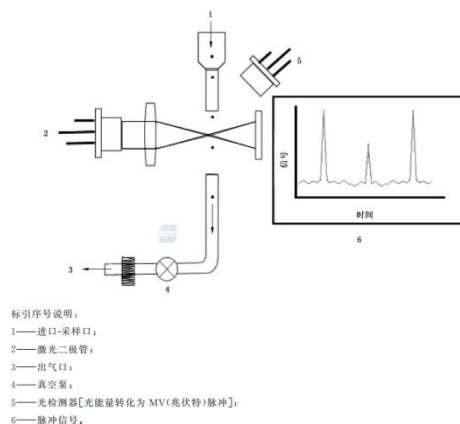 1
5
2
信号
时间
6
3
4
标引序号说明:
1——进口-采样口;
2——激光二极管;
3——出气口;
4——真空泵;
5——光检测器[光能量转化为 MV(兆伏特)脉冲];
6——脉冲信号。